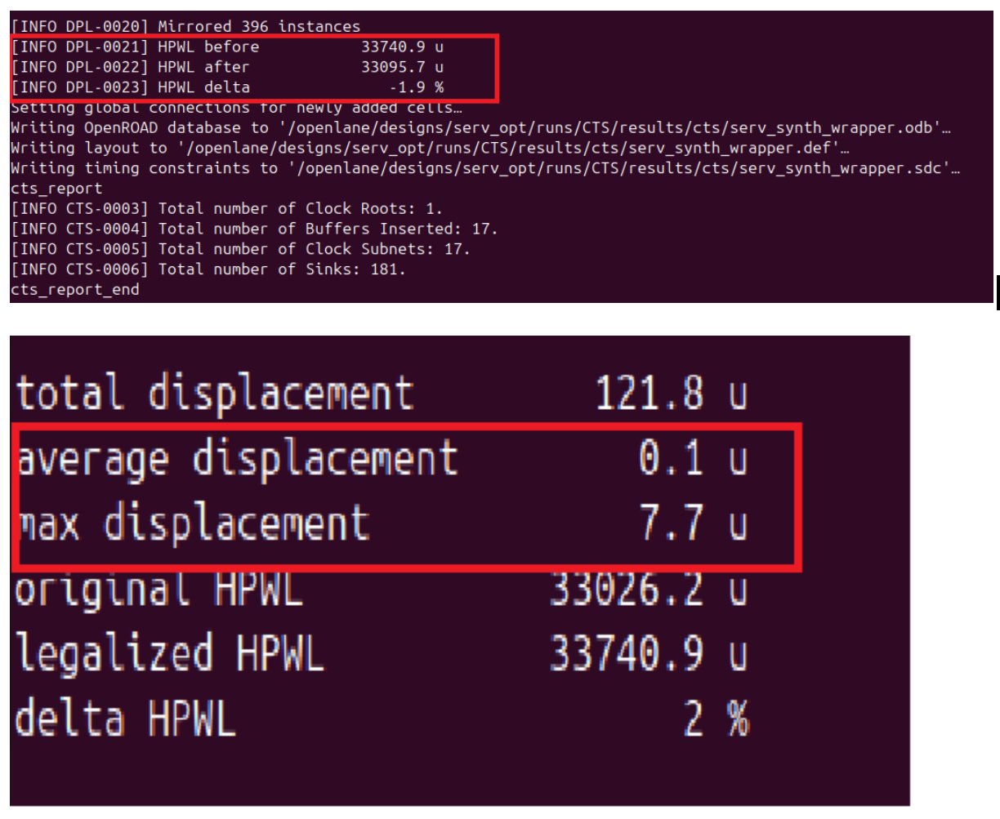 [INFO DPL-0020] Mirrored 396 instances
[INFO DPL-0021] HPWL before 33740.9 u
[INFO DPL-0022] HPWL after 33095.7 u
[INFO DPL-0023] HPWL delta -1.9 %
Setting global connections for newly added cells…
Writing OpenROAD database to '/openlane/designs/serv_opt/runs/CTS/results/cts/serv_synth_wrapper.odb'…
Writing layout to '/openlane/designs/serv_opt/runs/CTS/results/cts/serv_synth_wrapper.def'…
Writing timing constraints to '/openlane/designs/serv_opt/runs/CTS/results/cts/serv_synth_wrapper.sdc'…
cts_report
[INFO CTS-0003] Total number of Clock Roots: 1.
[INFO CTS-0004] Total number of Buffers Inserted: 17.
[INFO CTS-0005] Total number of Clock Subnets: 17.
[INFO CTS-0006] Total number of Sinks: 181.
cts_report_end
total displacement 121.8 u
average displacement 0.1 u
max displacement 7.7 u
original HPWL 33026.2 u
legalized HPWL 33740.9 u
delta HPWL 2 %